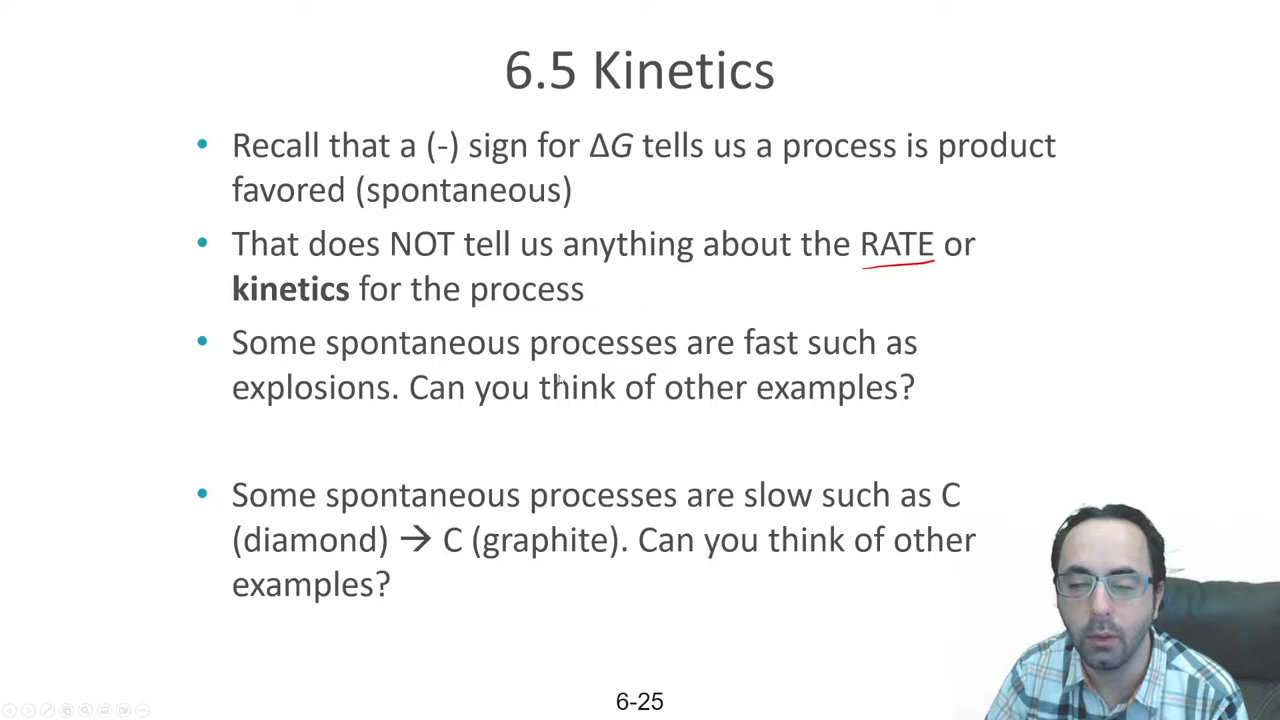 6.5 Kinetics
• Recall that a (-) sign for ΔG tells us a process is product
favored (spontaneous)
• That does NOT tell us anything about the RATE or
kinetics for the process
• Some spontaneous processes are fast such as
explosions. Can you think of other examples?
• Some spontaneous processes are slow such as C
(diamond) → C (graphite). Can you think of other
examples?
6-25